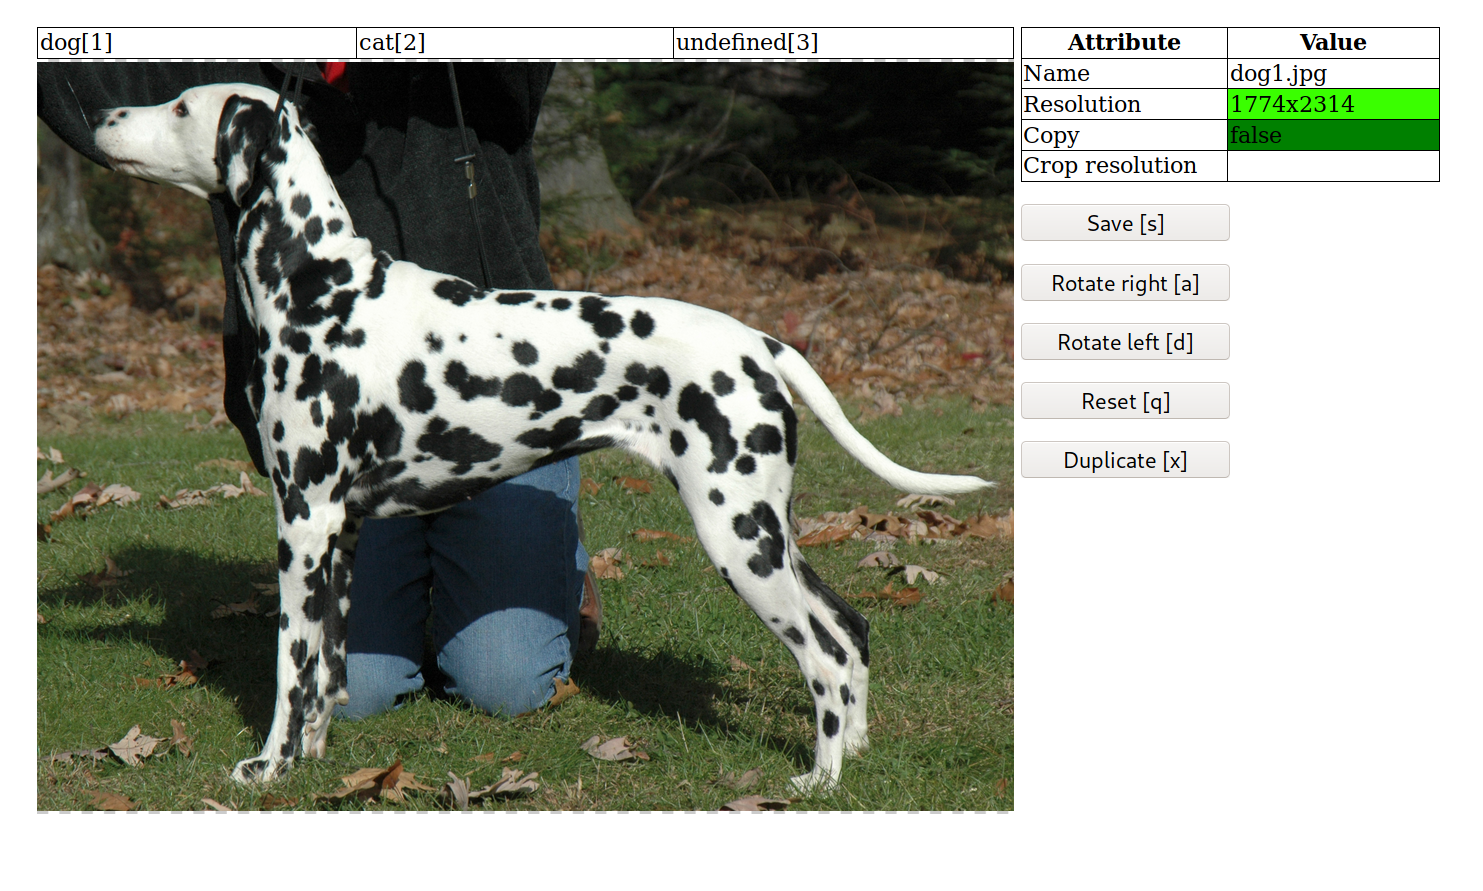 dog[1] cat[2] undefined[3]
Attribute Value
Name dog1.jpg
Resolution 1774x2314
Copy false
Crop resolution
Save [s]
Rotate right [a]
Rotate left [d]
Reset [q]
Duplicate [x]